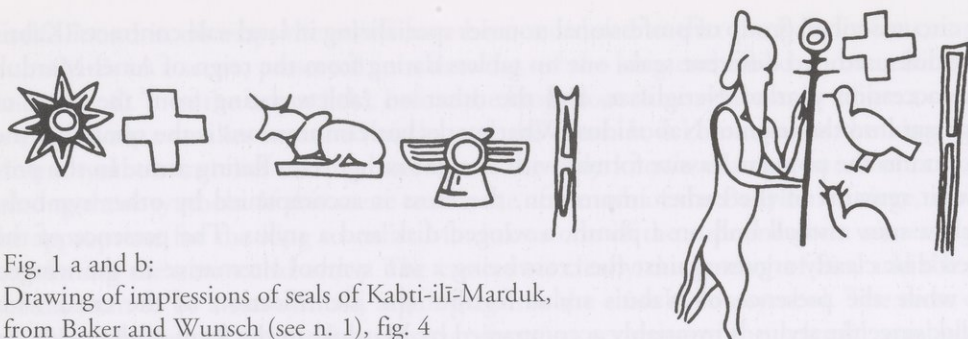 Fig. 1 a and b:
Drawing of impressions of seals of Kabti-ilī-Marduk,
from Baker and Wunsch (see n. 1), fig. 4